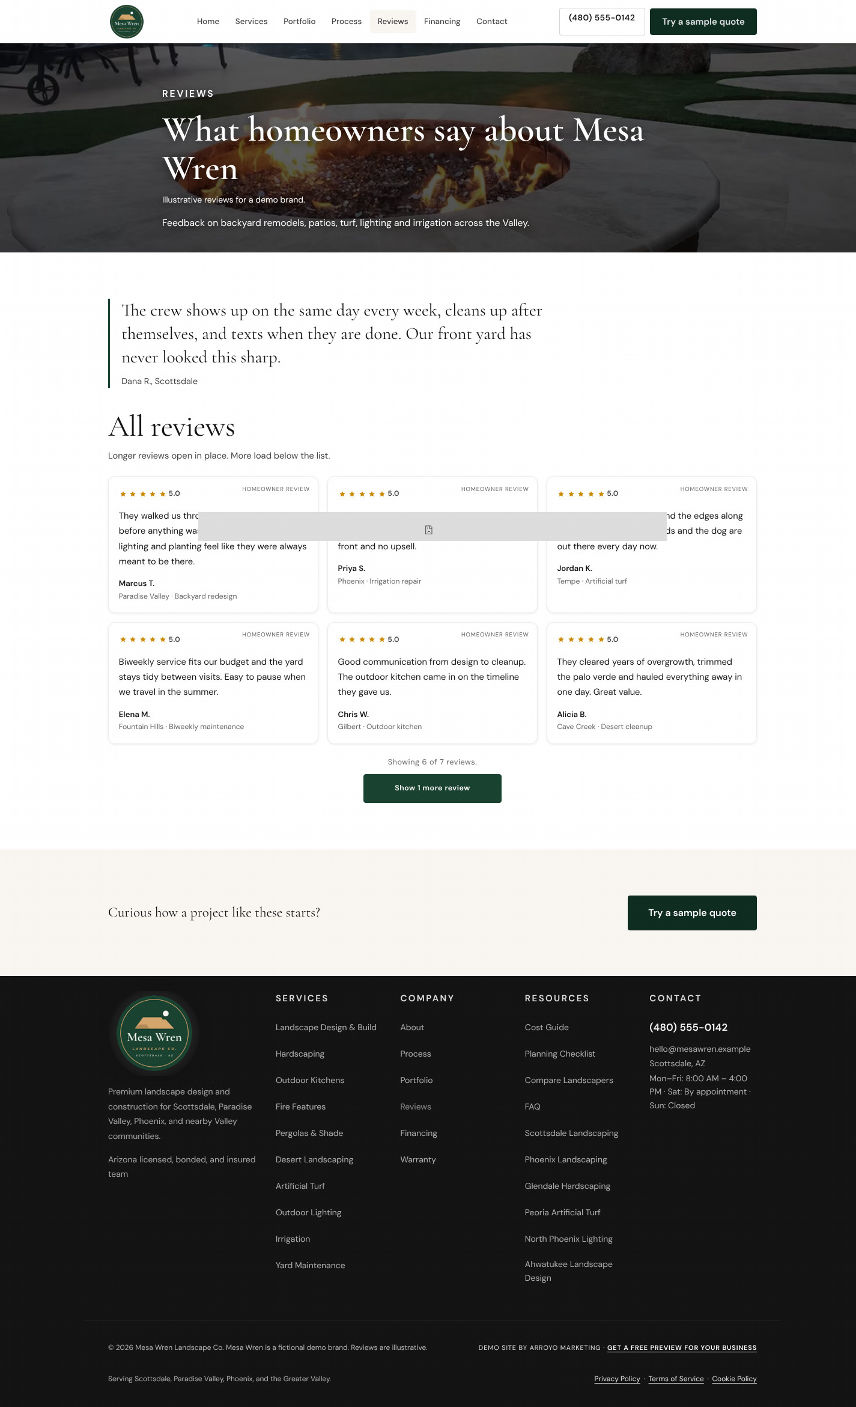 Mesa Wren
Home
Services
Portfolio
Process
Reviews
Financing
Contact
(480) 555-0142
Try a sample quote
REVIEWS
What homeowners say about Mesa
Wren
Illustrative reviews for a demo brand.
Feedback on backyard remodels, patios, turf, lighting and irrigation across the Valley.
The crew shows up on the same day every week, cleans up after
themselves, and texts when they are done. Our front yard has
never looked this sharp.
Dana R., Scottsdale
All reviews
Longer reviews open in place. More load below the list.
★ ★ ★ ★ ★ 5.0
HOMEOWNER REVIEW
They walked us
before anything
lighting and planting feel like they were always
meant to be there.
Marcus T.
Paradise Valley · Backyard redesign
★ ★ ★ ★ ★ 5.0
HOMEOWNER REVIEW
front and no upsell.
Priya S.
Phoenix · Irrigation repair
★ ★ ★ ★ ★ 5.0
HOMEOWNER REVIEW
the edges along
and the dog are
out there every day now.
Jordan K.
Tempe · Artificial turf
★ ★ ★ ★ ★ 5.0
HOMEOWNER REVIEW
Biweekly service fits our budget and the yard
stays tidy between visits. Easy to pause when
we travel in the summer.
Elena M.
Fountain Hills · Biweekly maintenance
★ ★ ★ ★ ★ 5.0
HOMEOWNER REVIEW
Good communication from design to cleanup.
The outdoor kitchen came in on the timeline
they gave us.
Chris W.
Gilbert · Outdoor kitchen
★ ★ ★ ★ ★ 5.0
HOMEOWNER REVIEW
They cleared years of overgrowth, trimmed
the palo verde and hauled everything away in
one day. Great value.
Alicia B.
Cave Creek · Desert cleanup
Showing 6 of 7 reviews.
Show 1 more review
Curious how a project like these starts?
Try a sample quote
Mesa Wren
LANDSCAPE CO.
SCOTTSDALE · AZ
Premium landscape design and
construction for Scottsdale, Paradise
Valley, Phoenix, and nearby Valley
communities.
Arizona licensed, bonded, and insured
team
SERVICES
Landscape Design & Build
Hardscaping
Outdoor Kitchens
Fire Features
Pergolas & Shade
Desert Landscaping
Artificial Turf
Outdoor Lighting
Irrigation
Yard Maintenance
COMPANY
About
Process
Portfolio
Reviews
Financing
Warranty
RESOURCES
Cost Guide
Planning Checklist
Compare Landscapers
FAQ
Scottsdale Landscaping
Phoenix Landscaping
Glendale Hardscaping
Peoria Artificial Turf
North Phoenix Lighting
Ahwatukee Landscape
Design
CONTACT
(480) 555-0142
hello@mesawren.example
Scottsdale, AZ
Mon–Fri: 8:00 AM – 4:00
PM · Sat: By appointment ·
Sun: Closed
© 2026 Mesa Wren Landscape Co. Mesa Wren is a fictional demo brand. Reviews are illustrative.
DEMO SITE BY ARROYO MARKETING · GET A FREE PREVIEW FOR YOUR BUSINESS
Serving Scottsdale, Paradise Valley, Phoenix, and the Greater Valley.
Privacy Policy · Terms of Service · Cookie Policy